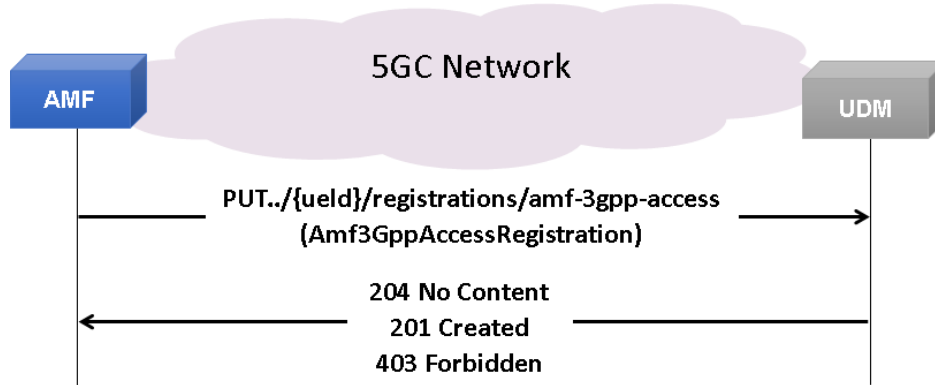 5GC Network
AMF
UDM
PUT../{ueId}/registrations/amf-3gpp-access
(Amf3GppAccessRegistration)
204 No Content
201 Created
403 Forbidden